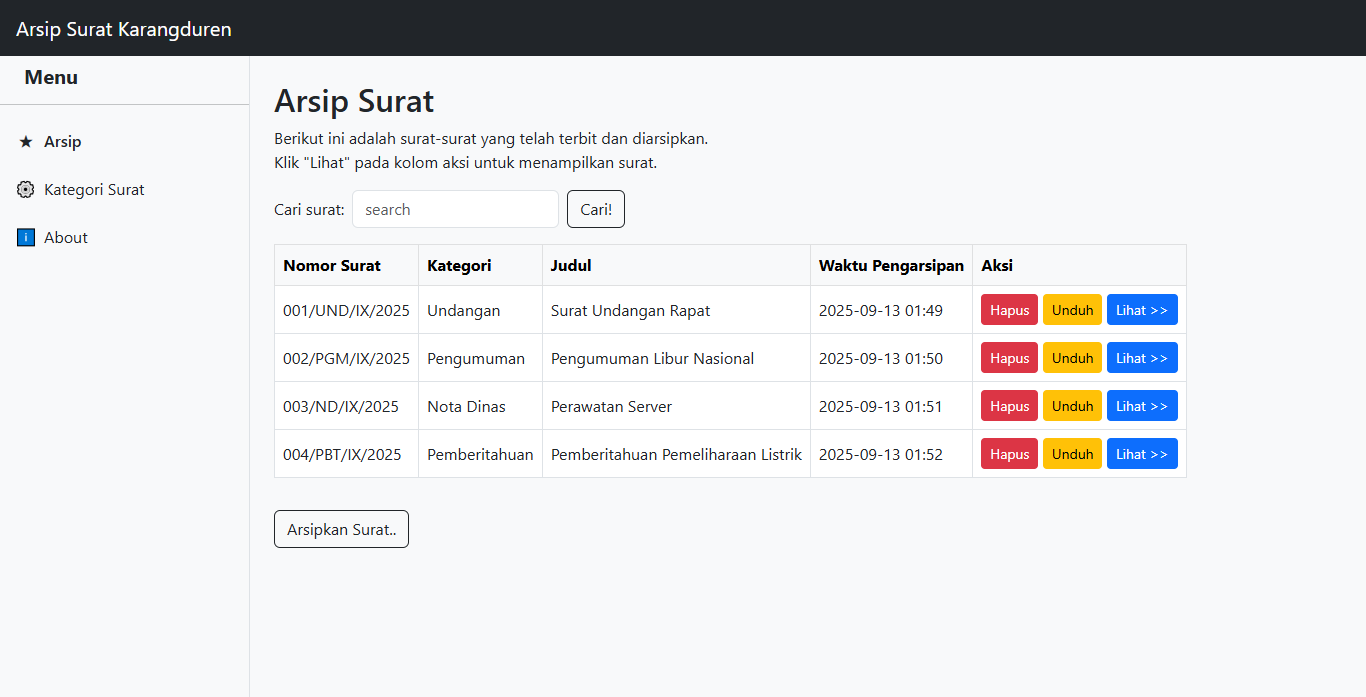 Arsip Surat Karangduren
Menu
★ Arsip
Kategori Surat
About
Arsip Surat
Berikut ini adalah surat-surat yang telah terbit dan diarsipkan.
Klik "Lihat" pada kolom aksi untuk menampilkan surat.
Cari surat: search Cari!
Nomor Surat Kategori Judul Waktu Pengarsipan Aksi
001/UND/IX/2025 Undangan Surat Undangan Rapat 2025-09-13 01:49 Hapus Unduh Lihat >>
002/PGM/IX/2025 Pengumuman Pengumuman Libur Nasional 2025-09-13 01:50 Hapus Unduh Lihat >>
003/ND/IX/2025 Nota Dinas Perawatan Server 2025-09-13 01:51 Hapus Unduh Lihat >>
004/PBT/IX/2025 Pemberitahuan Pemberitahuan Pemeliharaan Listrik 2025-09-13 01:52 Hapus Unduh Lihat >>
Arsipkan Surat..